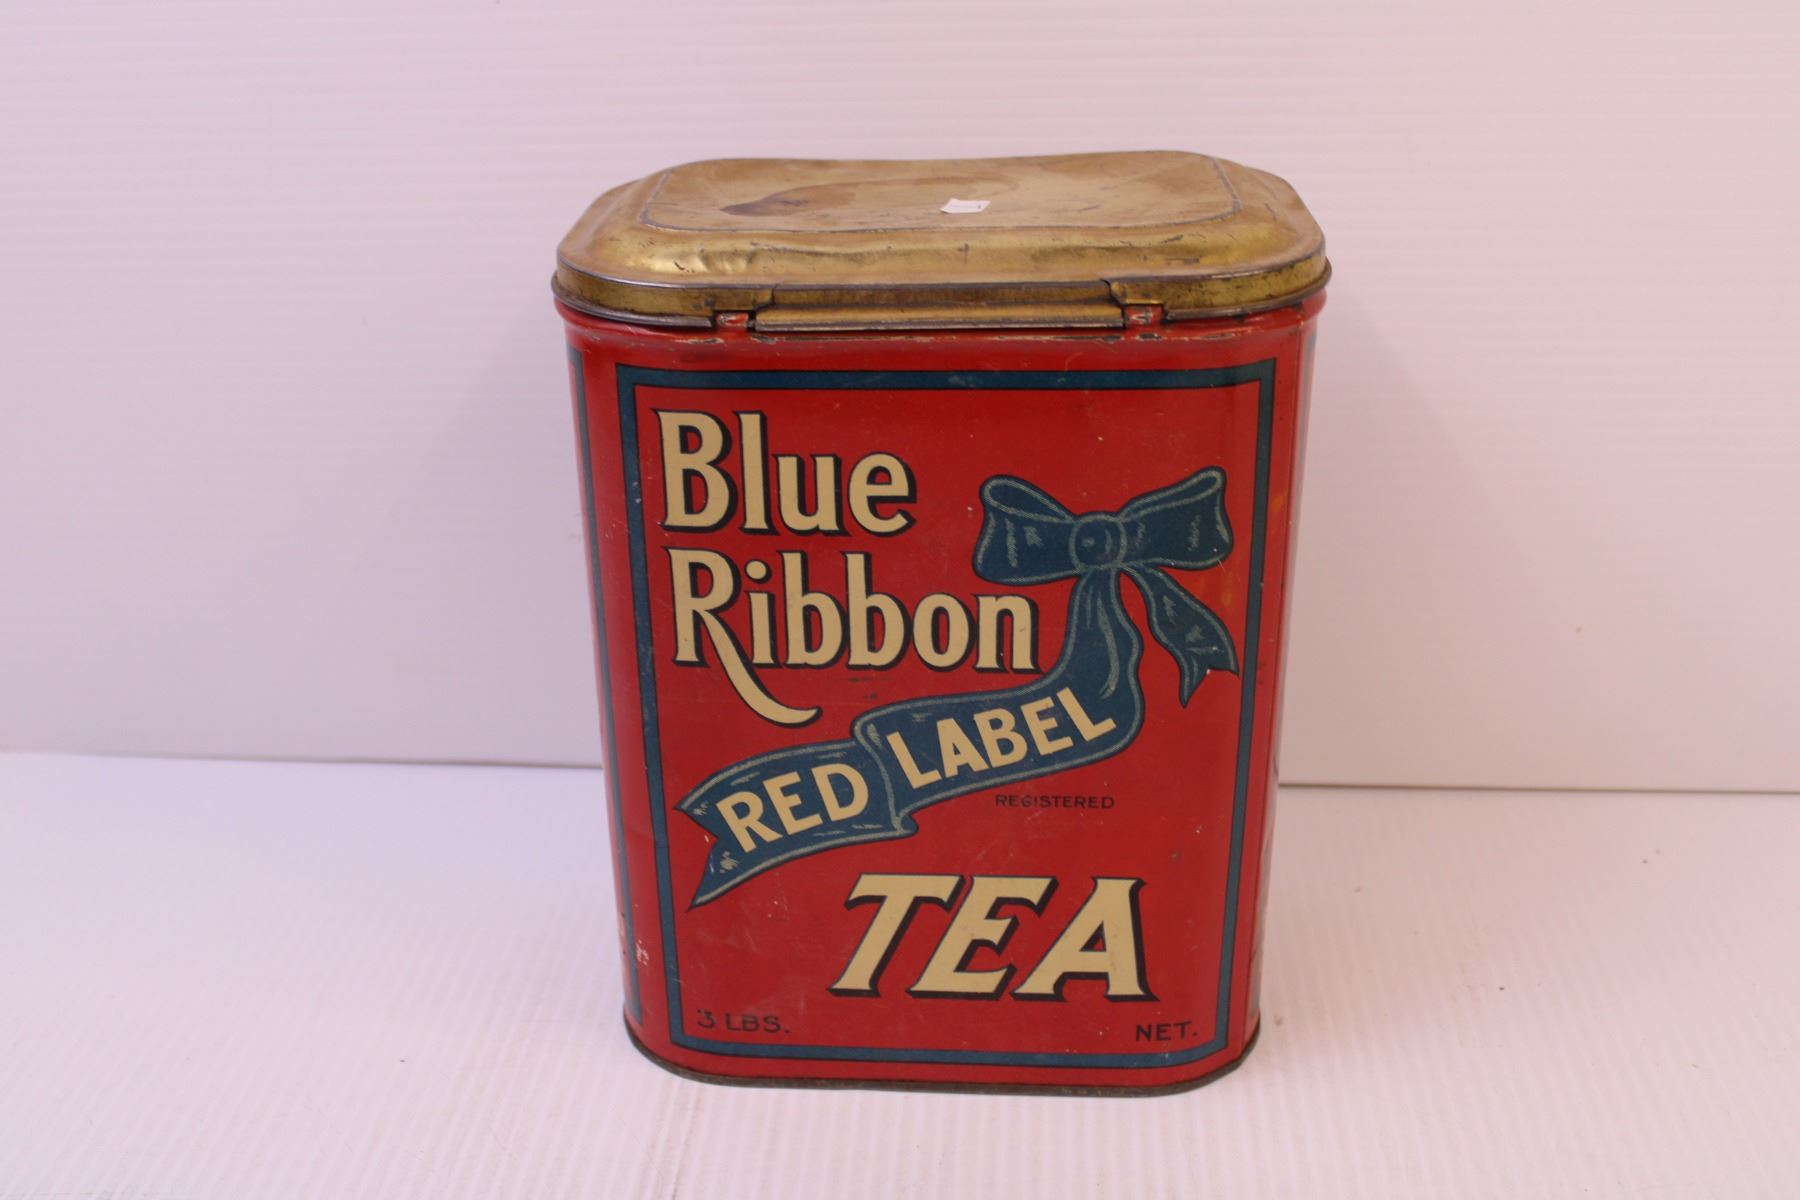 Blue
Ribbon
RED LABEL
REGISTERED
TEA
3 LBS. NET.